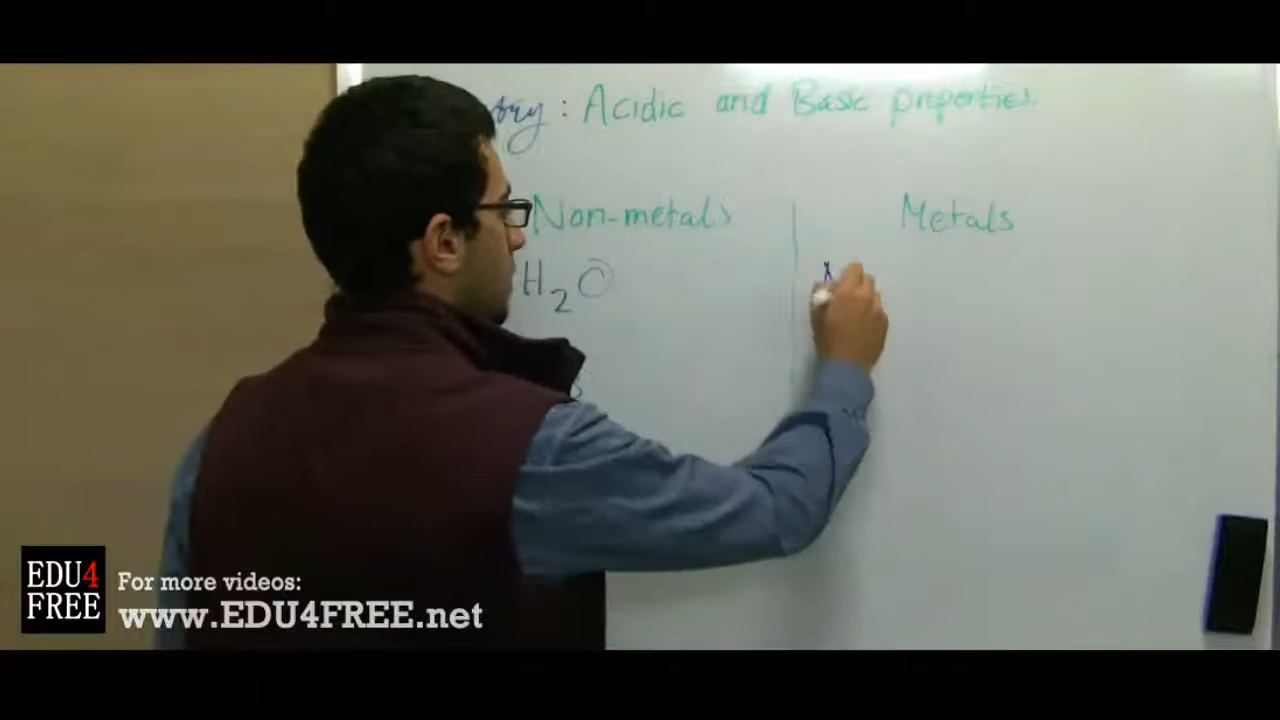 : Acidic and Basic properties.
Non-metals
Metals
H2O
EDU4
FREE
For more videos:
www.EDU4FREE.net